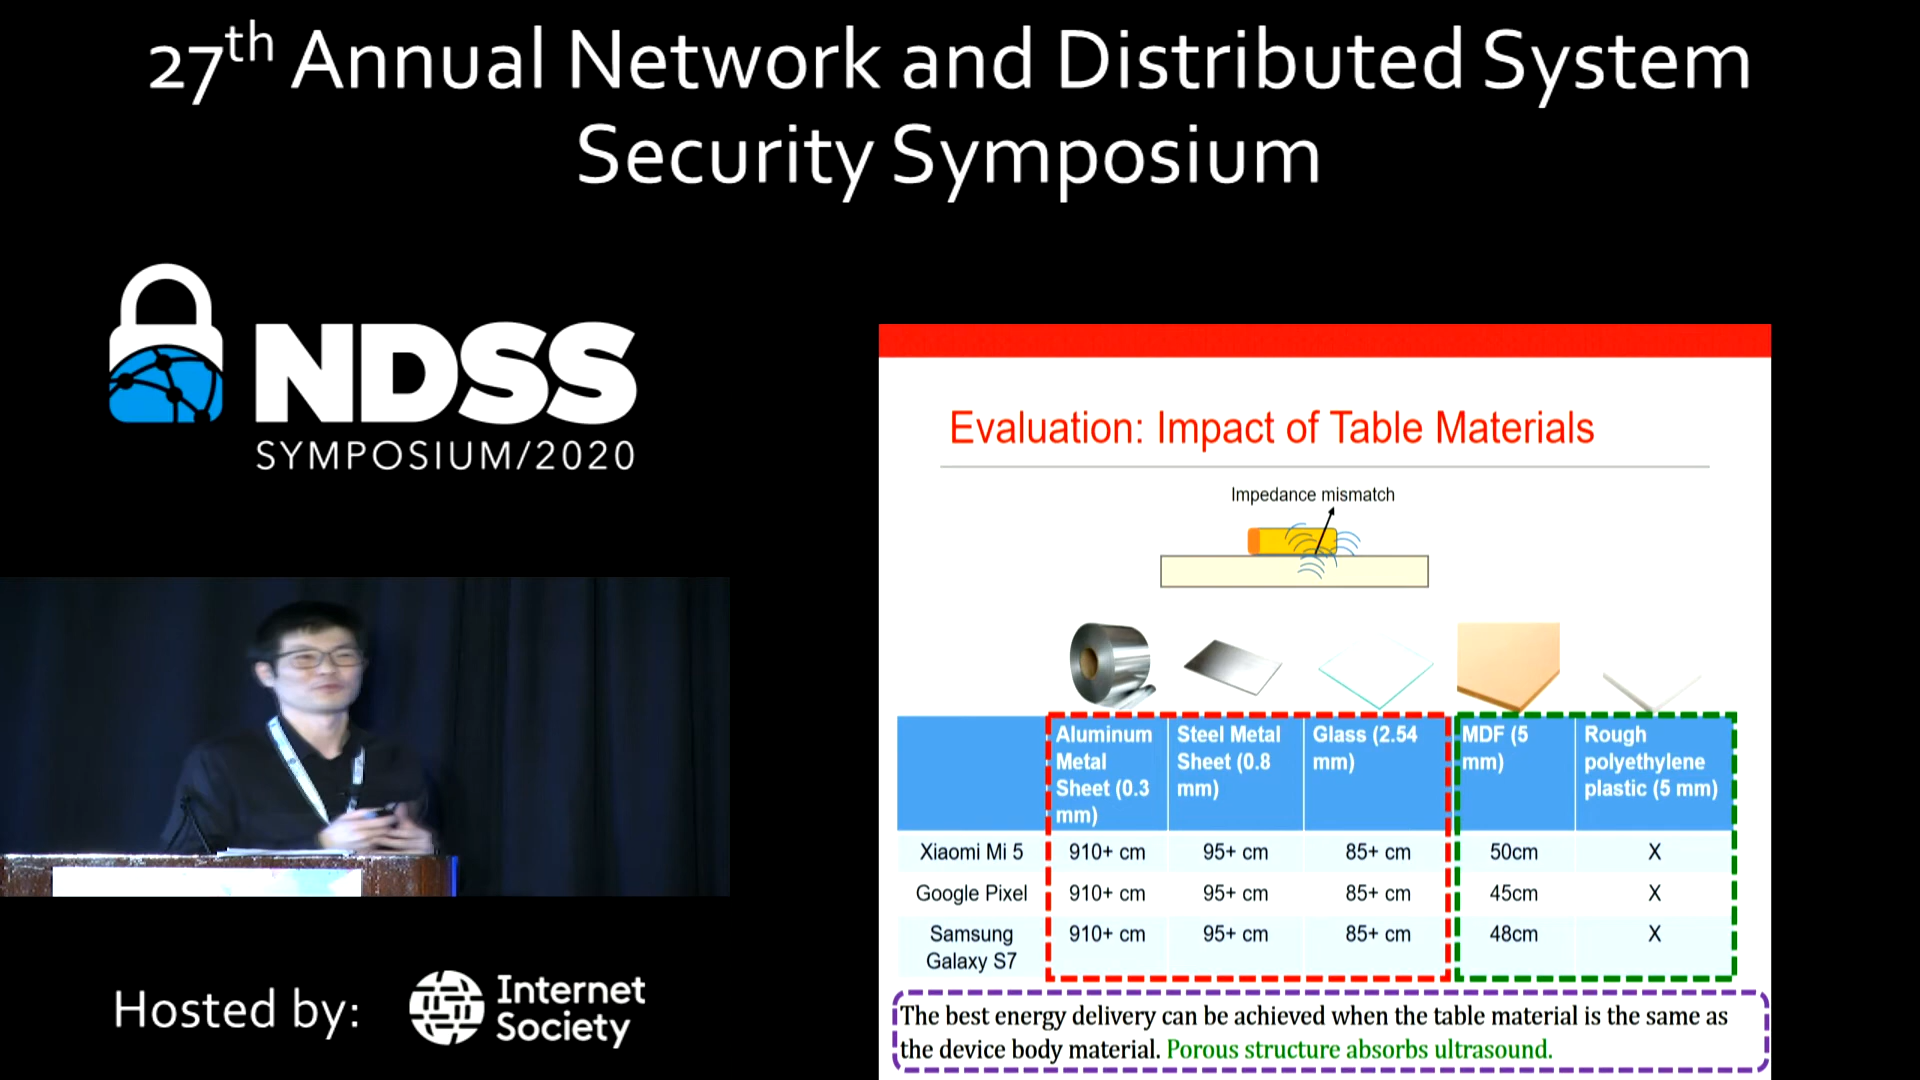 27th Annual Network and Distributed System
Security Symposium
NDSS
SYMPOSIUM/2020
Evaluation: Impact of Table Materials
Impedance mismatch
Aluminum Metal Sheet (0.3 mm)
Steel Metal Sheet (0.8 mm)
Glass (2.54 mm)
MDF (5 mm)
Rough polyethylene plastic (5 mm)
Xiaomi Mi 5 910+ cm 95+ cm 85+ cm 50cm X
Google Pixel 910+ cm 95+ cm 85+ cm 45cm X
Samsung Galaxy S7 910+ cm 95+ cm 85+ cm 48cm X
The best energy delivery can be achieved when the table material is the same as
the device body material. Porous structure absorbs ultrasound.
Hosted by:
Internet
Society